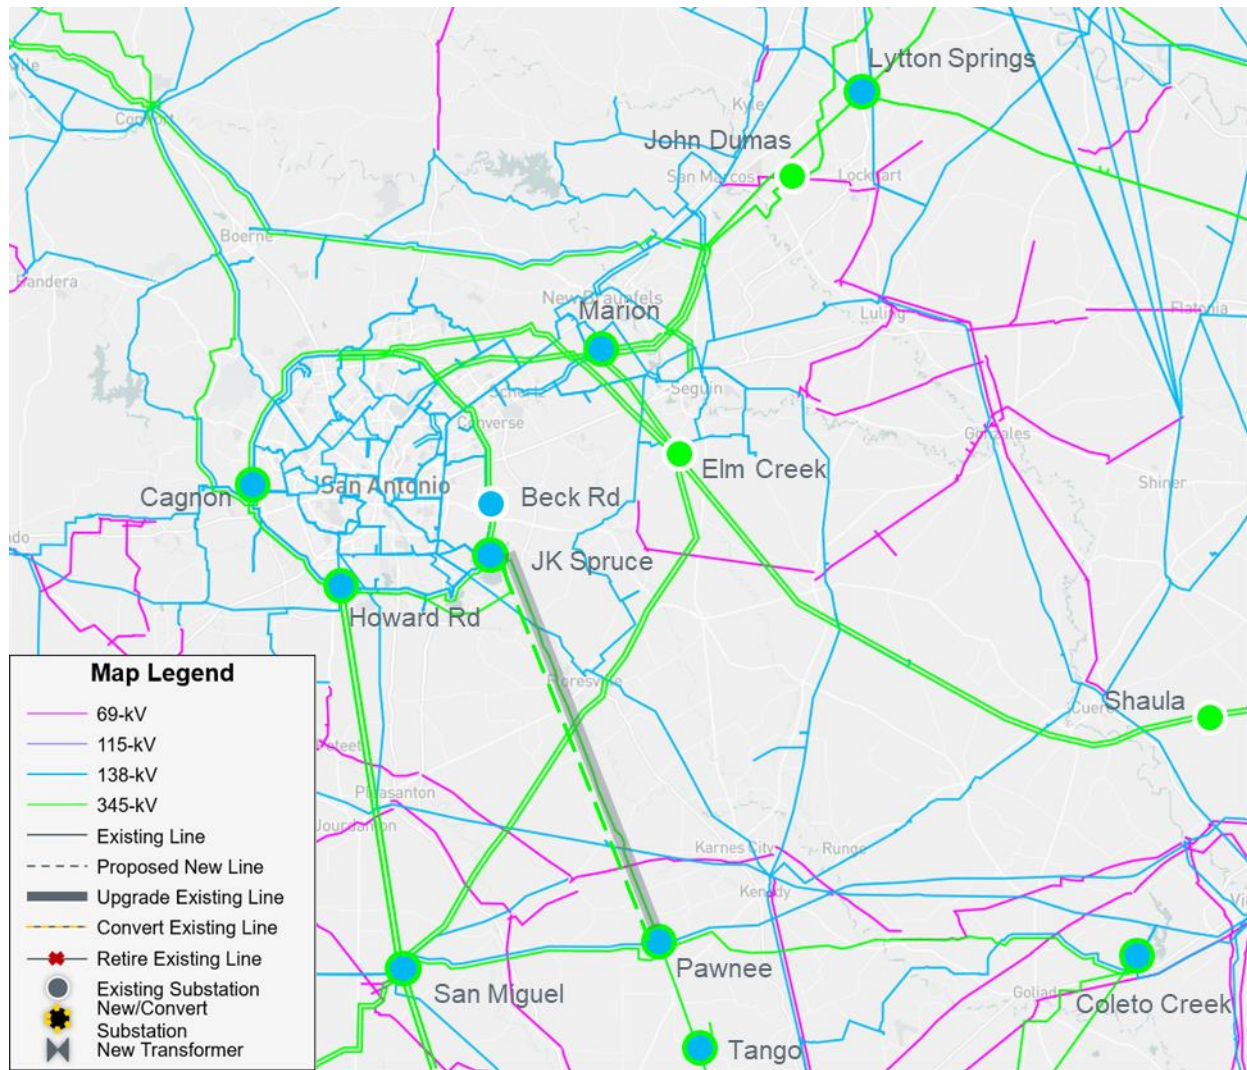 Lytton Springs
Kyle
John Dumas
San Marcos
Lockhart
Comfort
Boerne
Bandera
New Braunfels
Marion
Luling
Flatonia
Seguin
Schertz
Converse
Gonzales
Elm Creek
Cagnon
San Antonio
Beck Rd
Shiner
JK Spruce
Howard Rd
Floresville
Shaula
Cuero
Map Legend
69-kV
115-kV
138-kV
345-kV
Existing Line
Proposed New Line
Upgrade Existing Line
Convert Existing Line
Retire Existing Line
Existing Substation
New/Convert
Substation
New Transformer
Poteet
Pleasanton
Jourdanton
Karnes City
Runge
Kenedy
Pawnee
San Miguel
Goliad
Coleto Creek
Tango